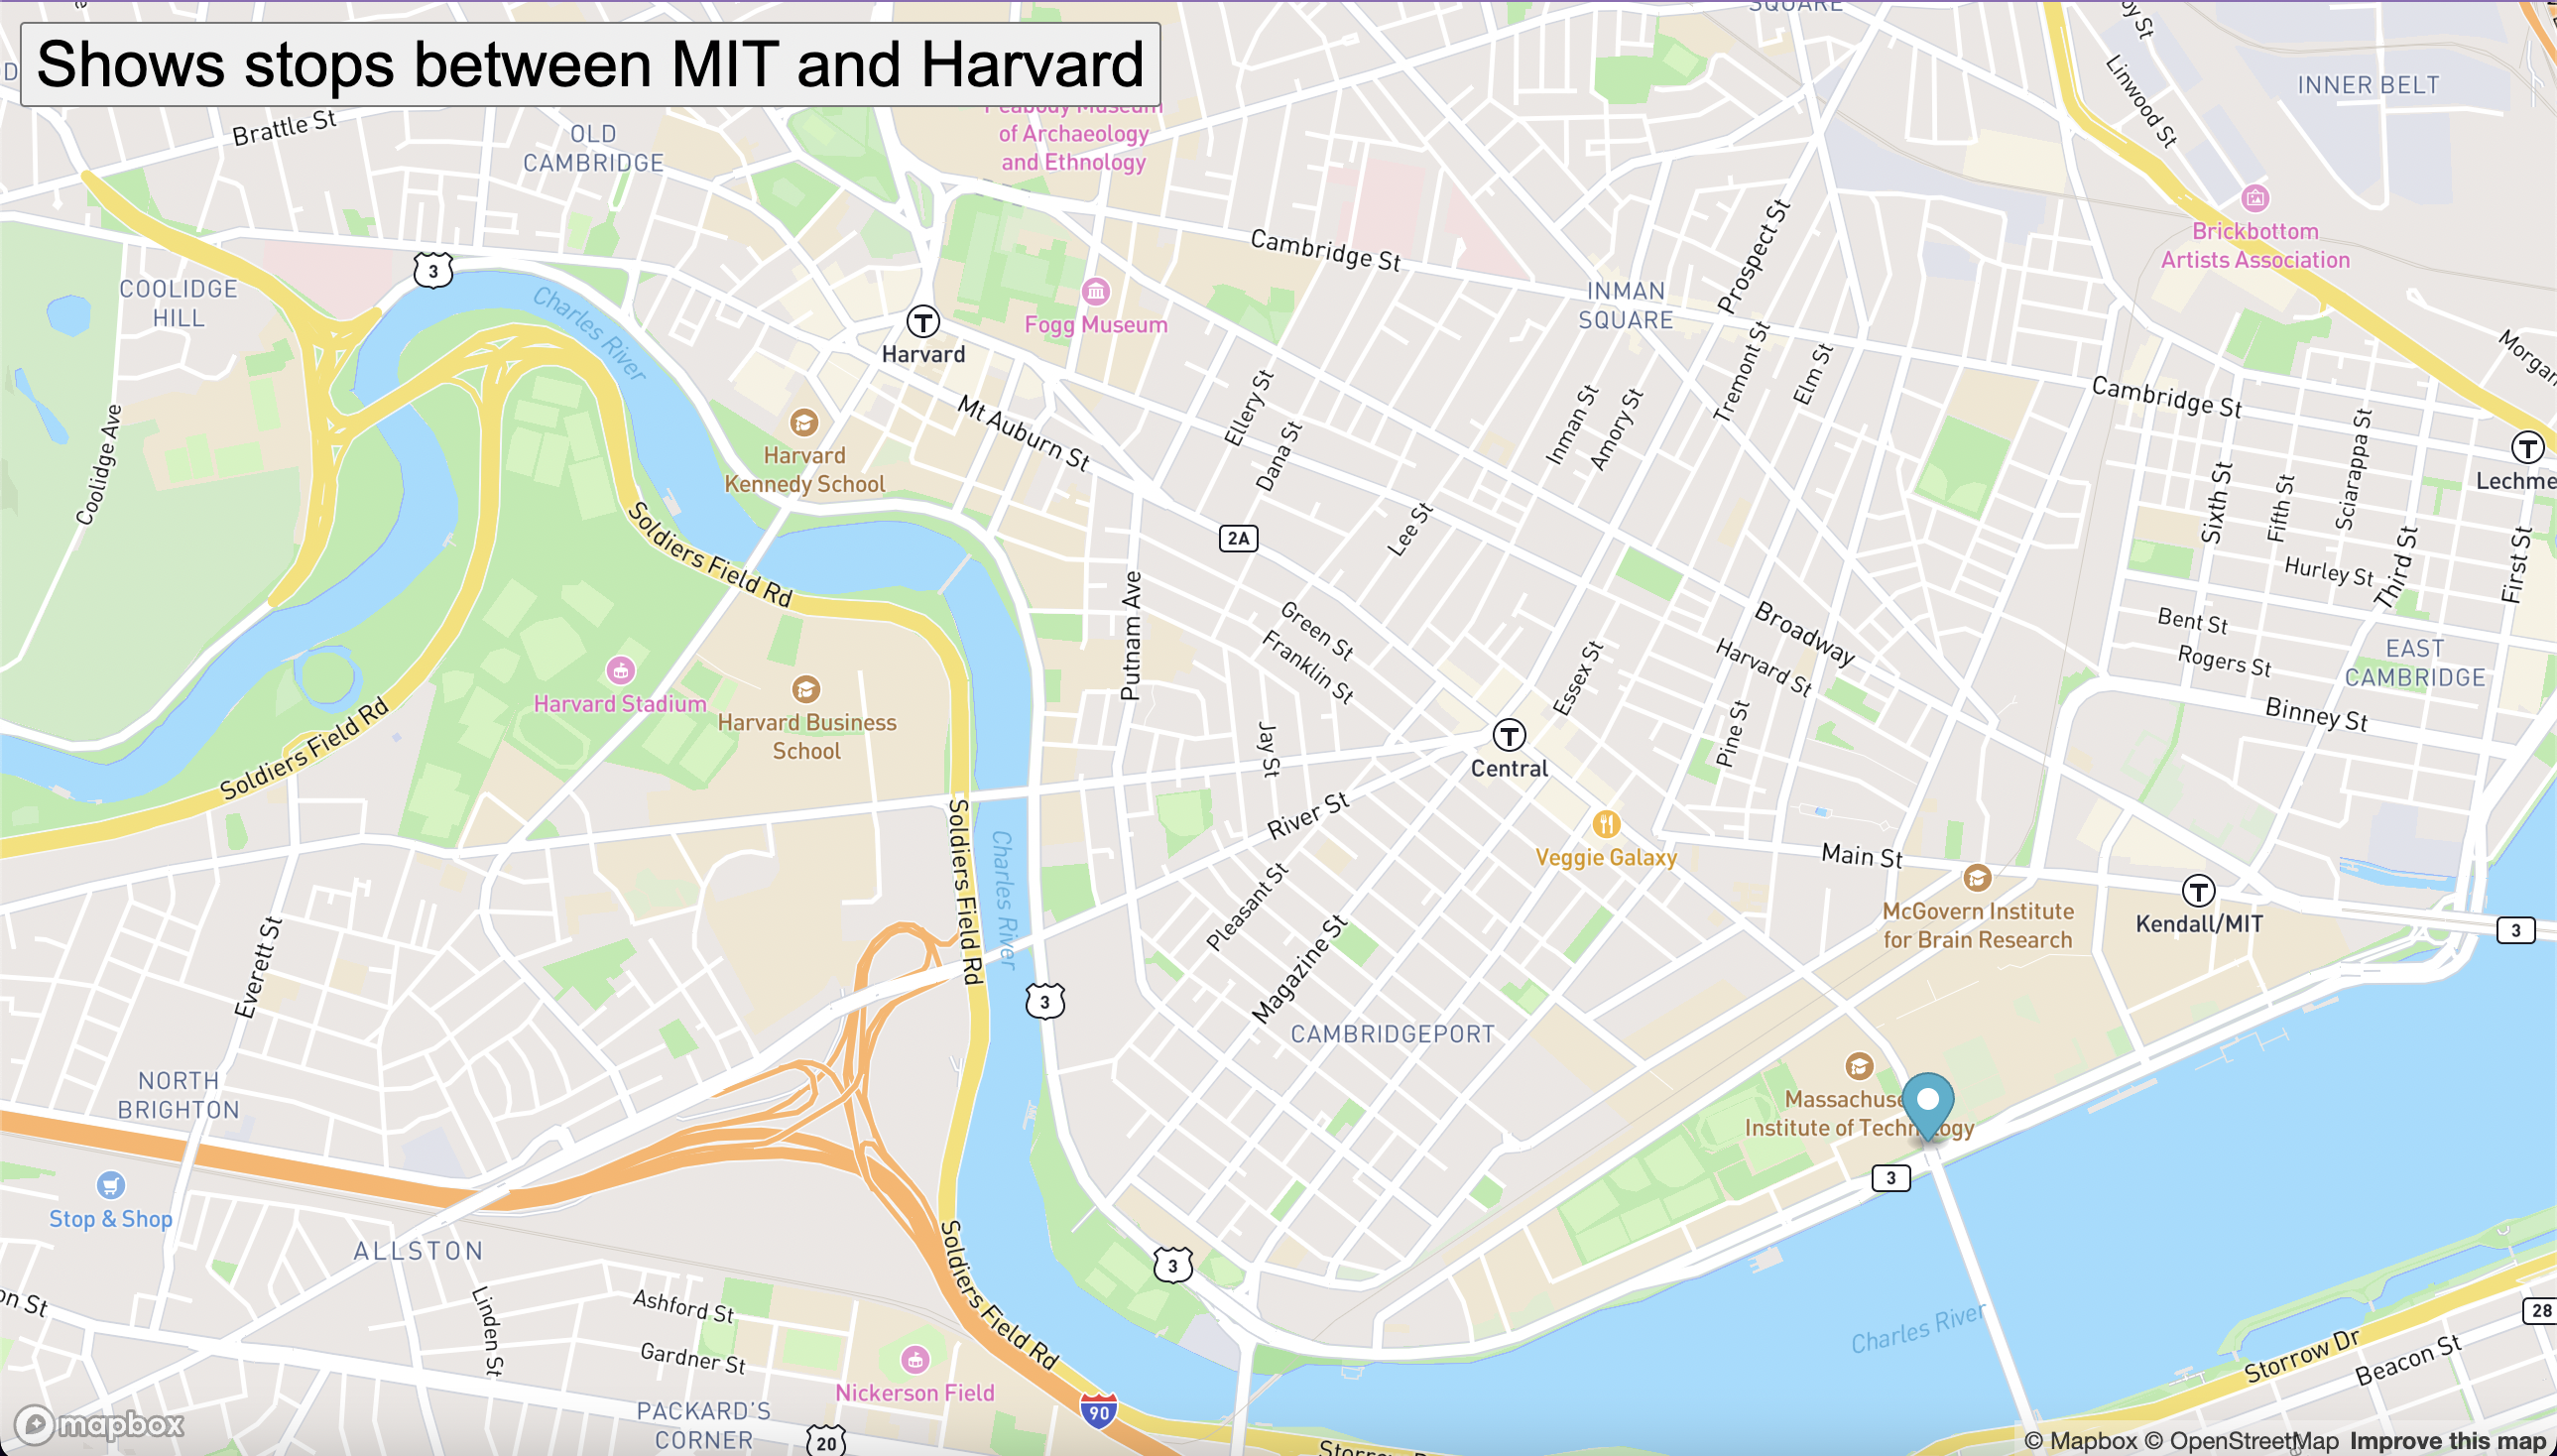 SQUARE
Shows stops between MIT and Harvard
Linwood St
INNER BELT
Peabody Museum
of Archaeology
and Ethnology
Brattle St
OLD
CAMBRIDGE
Prospect St
Cambridge St
Brickbottom
Artists Association
COOLIDGE
HILL
3
Charles River
INMAN
SQUARE
Fogg Museum
Harvard
Tremont St
Elm St
Morgan
Ellery St
Inman St
Amory St
Cambridge St
Mt Auburn St
Dana St
Coolidge Ave
Harvard
Kennedy School
Sixth St
Fifth St
Sciarappa St
Lechme
Lee St
2A
Soldiers Field Rd
Third St
First St
Hurley St
Putnam Ave
Green St
Franklin St
Essex St
Broadway
Harvard St
Bent St
Rogers St
EAST
CAMBRIDGE
Binney St
Harvard Stadium
Harvard Business
School
Soldiers Field Rd
Jay St
Pine St
Central
River St
Soldiers Field Rd
Charles River
Veggie Galaxy
Main St
Pleasant St
Magazine St
McGovern Institute
for Brain Research
Kendall/MIT
3
Everett St
3
CAMBRIDGEPORT
NORTH
BRIGHTON
Massachuse
Institute of Technology
3
Stop & Shop
ALLSTON
3
Soldiers Field Rd
Linden St
Ashford St
Gardner St
on St
Charles River
28
Storrow Dr
Beacon St
Nickerson Field
90
PACKARD'S
CORNER
20
mapbox
Storrow
© Mapbox © OpenStreetMap Improve this map